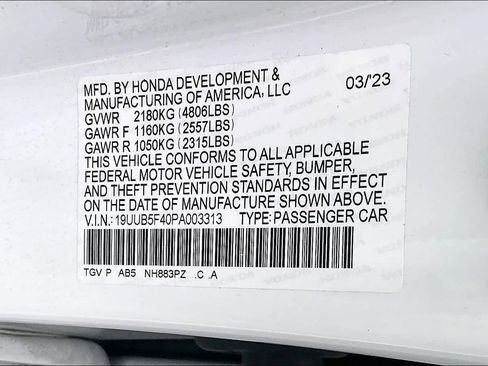 MFD. BY HONDA DEVELOPMENT & 03/23
MANUFACTURING OF AMERICA, LLC
GVWR 2180KG (4806LBS)
GAWR F 1160KG (2557LBS)
GAWR R 1050KG (2315LBS)
THIS VEHICLE CONFORMS TO ALL APPLICABLE
FEDERAL MOTOR VEHICLE SAFETY, BUMPER,
AND THEFT PREVENTION STANDARDS IN EFFECT
ON THE DATE OF MANUFACTURE SHOWN ABOVE.
V.I.N.: 19UUB5F40PA003313 TYPE: PASSENGER CAR
TGV P AB5 NH883PZ .C .A